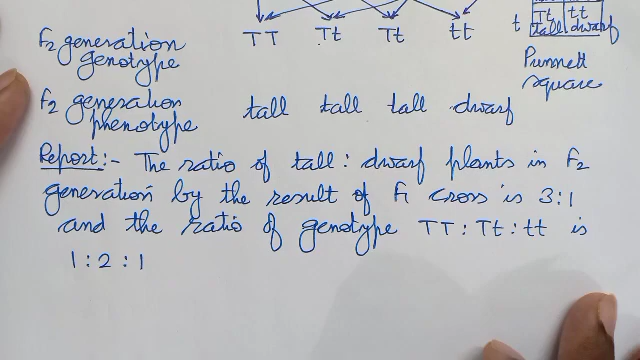 t Tt tt
tall dwarf
F2 generation genotype TT Tt Tt tt
Punnett
square
F2 generation phenotype tall tall tall dwarf
Report:- The ratio of tall : dwarf plants in F2
generation by the result of F1 cross is 3:1
and the ratio of genotype TT : Tt : tt is
1 : 2 : 1